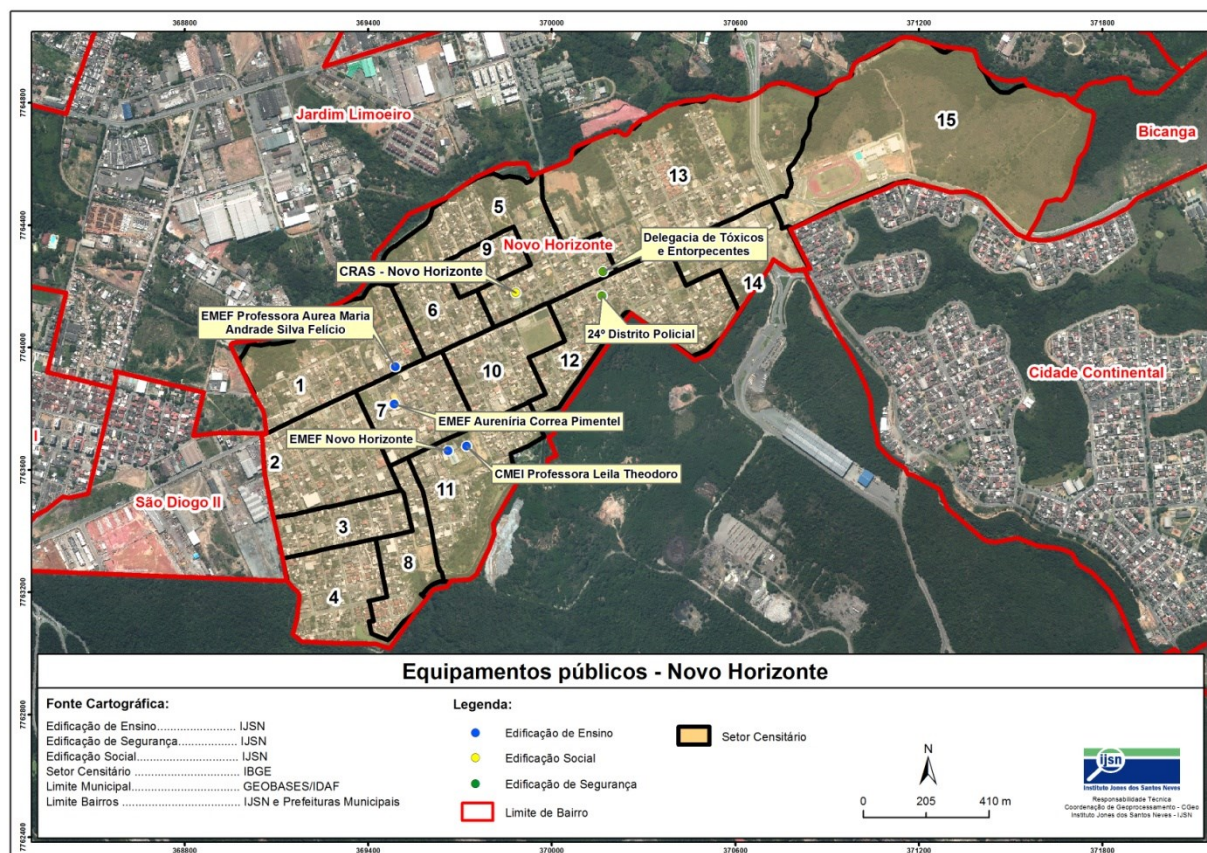 368800
369400
370000
370600
371200
371800
7764800
7764400
7764000
7763600
7763200
7762800
7762400
Jardim Limoeiro
Bicanga
15
13
5
9
Novo Horizonte
Delegacia de Tóxicos
e Entorpecentes
CRAS - Novo Horizonte
14
6
EMEF Professora Aurea Maria
Andrade Silva Felício
24º Distrito Policial
12
10
1
Cidade Continental
7
EMEF Aureníria Correa Pimentel
I
EMEF Novo Horizonte
2
CMEI Professora Leila Theodoro
11
São Diogo II
3
8
4
Equipamentos públicos - Novo Horizonte
Fonte Cartográfica:
Edificação de Ensino.......................... IJSN
Edificação de Segurança................... IJSN
Edificação Social................................ IJSN
Setor Censitário ................................. IBGE
Limite Municipal.................................. GEOBASES/IDAF
Limite Bairros ..................................... IJSN e Prefeituras Municipais
Legenda:
Edificação de Ensino
Edificação Social
Edificação de Segurança
Limite de Bairro
Setor Censitário
N
0 205 410 m
ijsn
Instituto Jones dos Santos Neves
Responsabilidade Técnica
Coordenação de Geoprocessamento - CGeo
Instituto Jones dos Santos Neves - IJSN
368800
369400
370000
370600
371200
371800